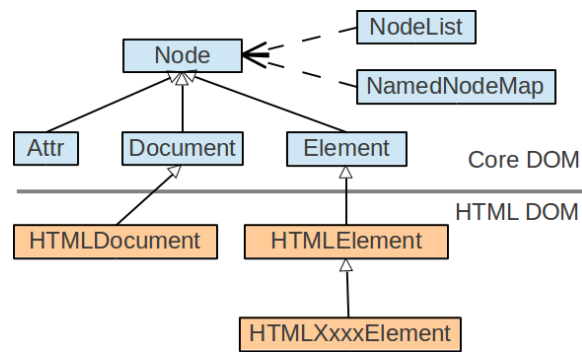 NodeList
Node
NamedNodeMap
Attr
Document
Element
Core DOM
HTML DOM
HTMLDocument
HTMLElement
HTMLXxxxElement